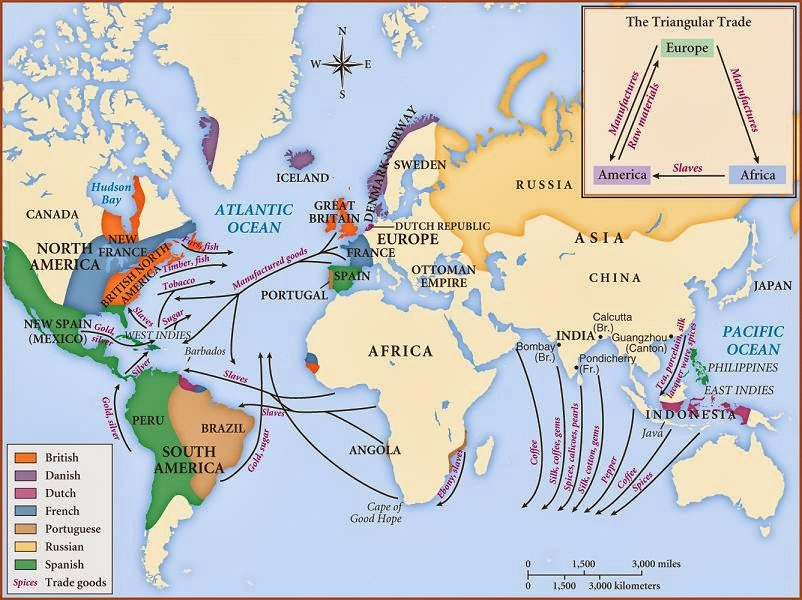 The Triangular Trade
Europe
Manufactures
Raw materials
Manufactures
America
Slaves
Africa
N
W
E
S
Hudson
Bay
CANADA
NORTH
AMERICA
NEW
FRANCE
BRITISH NORTH
AMERICA
NEW SPAIN
(MEXICO)
ATLANTIC
OCEAN
ICELAND
GREAT
BRITAIN
DENMARK-NORWAY
SWEDEN
DUTCH REPUBLIC
EUROPE
FRANCE
SPAIN
PORTUGAL
OTTOMAN
EMPIRE
RUSSIA
ASIA
CHINA
JAPAN
Furs, fish
Timber, fish
Tobacco
Manufactured goods
Slaves
Sugar
Gold,
silver
WEST INDIES
Barbados
Silver
Gold, silver
Slaves
Slaves
Gold, sugar
PERU
BRAZIL
SOUTH
AMERICA
AFRICA
ANGOLA
Cape of
Good Hope
Ebony, slaves
Bombay
(Br.)
INDIA
Calcutta
(Br.)
Pondicherry
(Fr.)
Guangzhou
(Canton)
Tea, porcelain, silk
lacquer ware, spices
PACIFIC
OCEAN
PHILIPPINES
EAST INDIES
INDONESIA
Java
Coffee
Silk, coffee, gems
Spices, calicoes, pearls
Silk, cotton, gems
Pepper
Coffee
Spices
British
Danish
Dutch
French
Portuguese
Russian
Spanish
Spices Trade goods
0 1,500 3,000 miles
0 1,500 3,000 kilometers